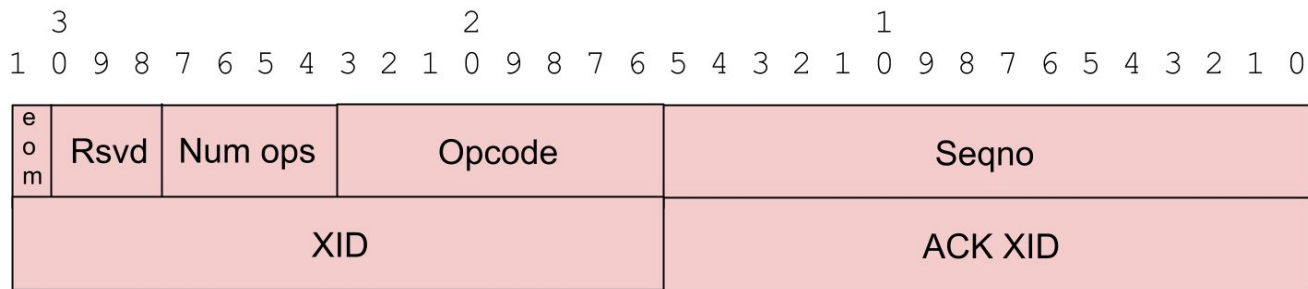 3 2 1
1 0 9 8 7 6 5 4 3 2 1 0 9 8 7 6 5 4 3 2 1 0 9 8 7 6 5 4 3 2 1 0
eom Rsvd Num ops Opcode Seqno
XID ACK XID